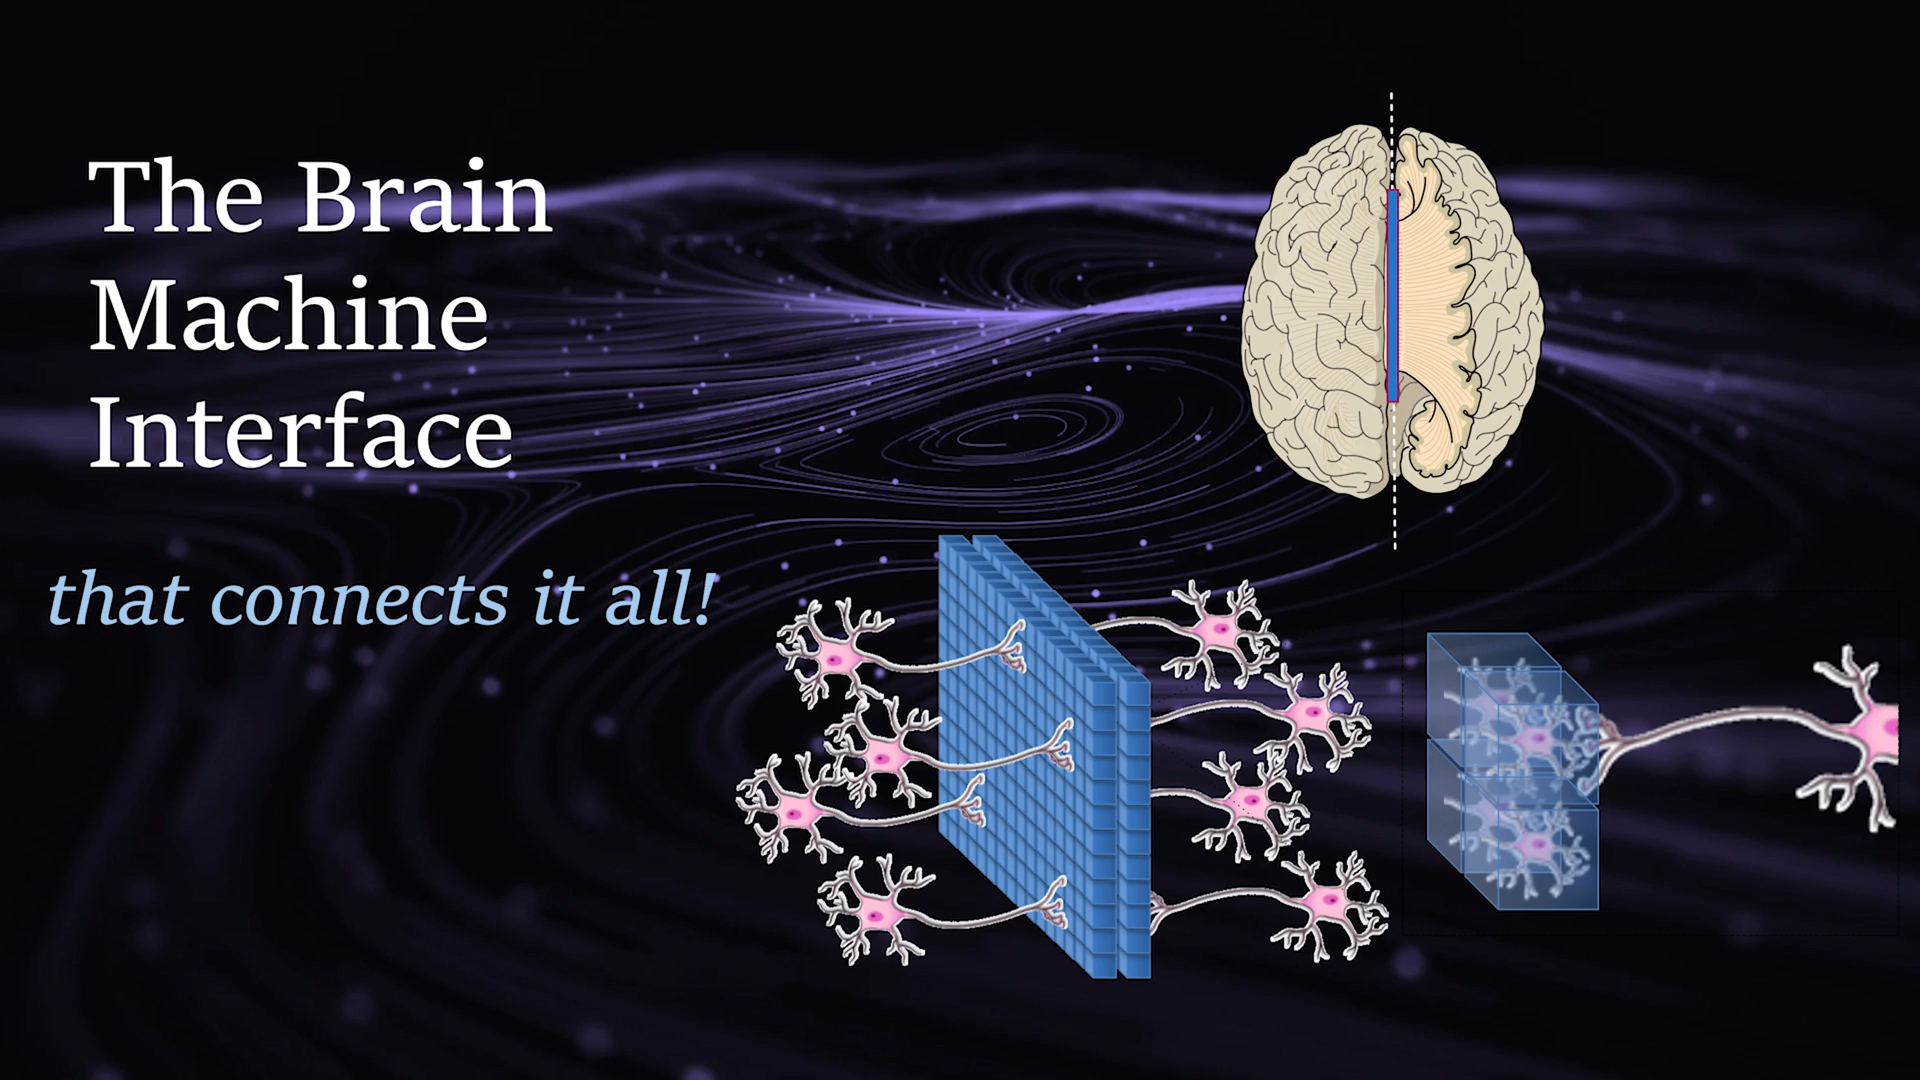 The Brain
Machine
Interface
that connects it all!